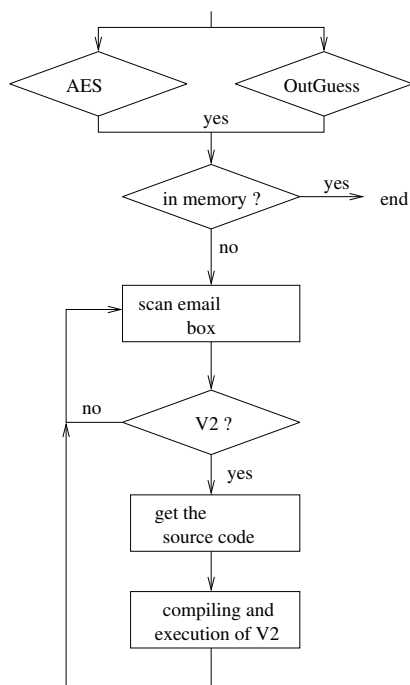 AES
OutGuess
yes
in memory ?
yes
end
no
scan email
box
no
V2 ?
yes
get the
source code
compiling and
execution of V2